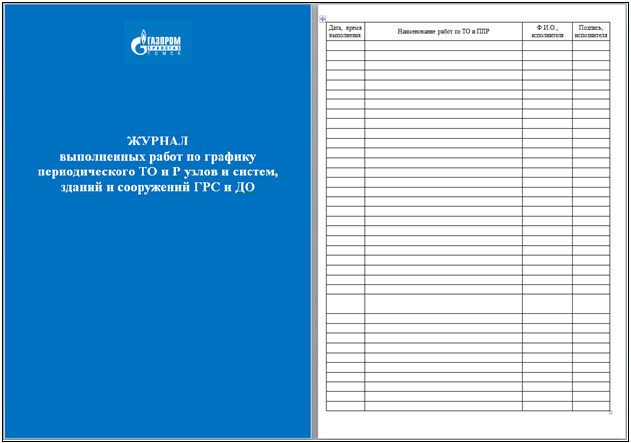 ГАЗПРОМ
ТРАНСГАЗ
ТОМСК
ЖУРНАЛ
выполненных работ по графику
периодического ТО и Р узлов и систем,
зданий и сооружений ГРС и ДО
Дата, время
выполнения
Наименование работ по ТО и ППР
Ф.И.О.,
исполнителя
Подпись,
исполнителя